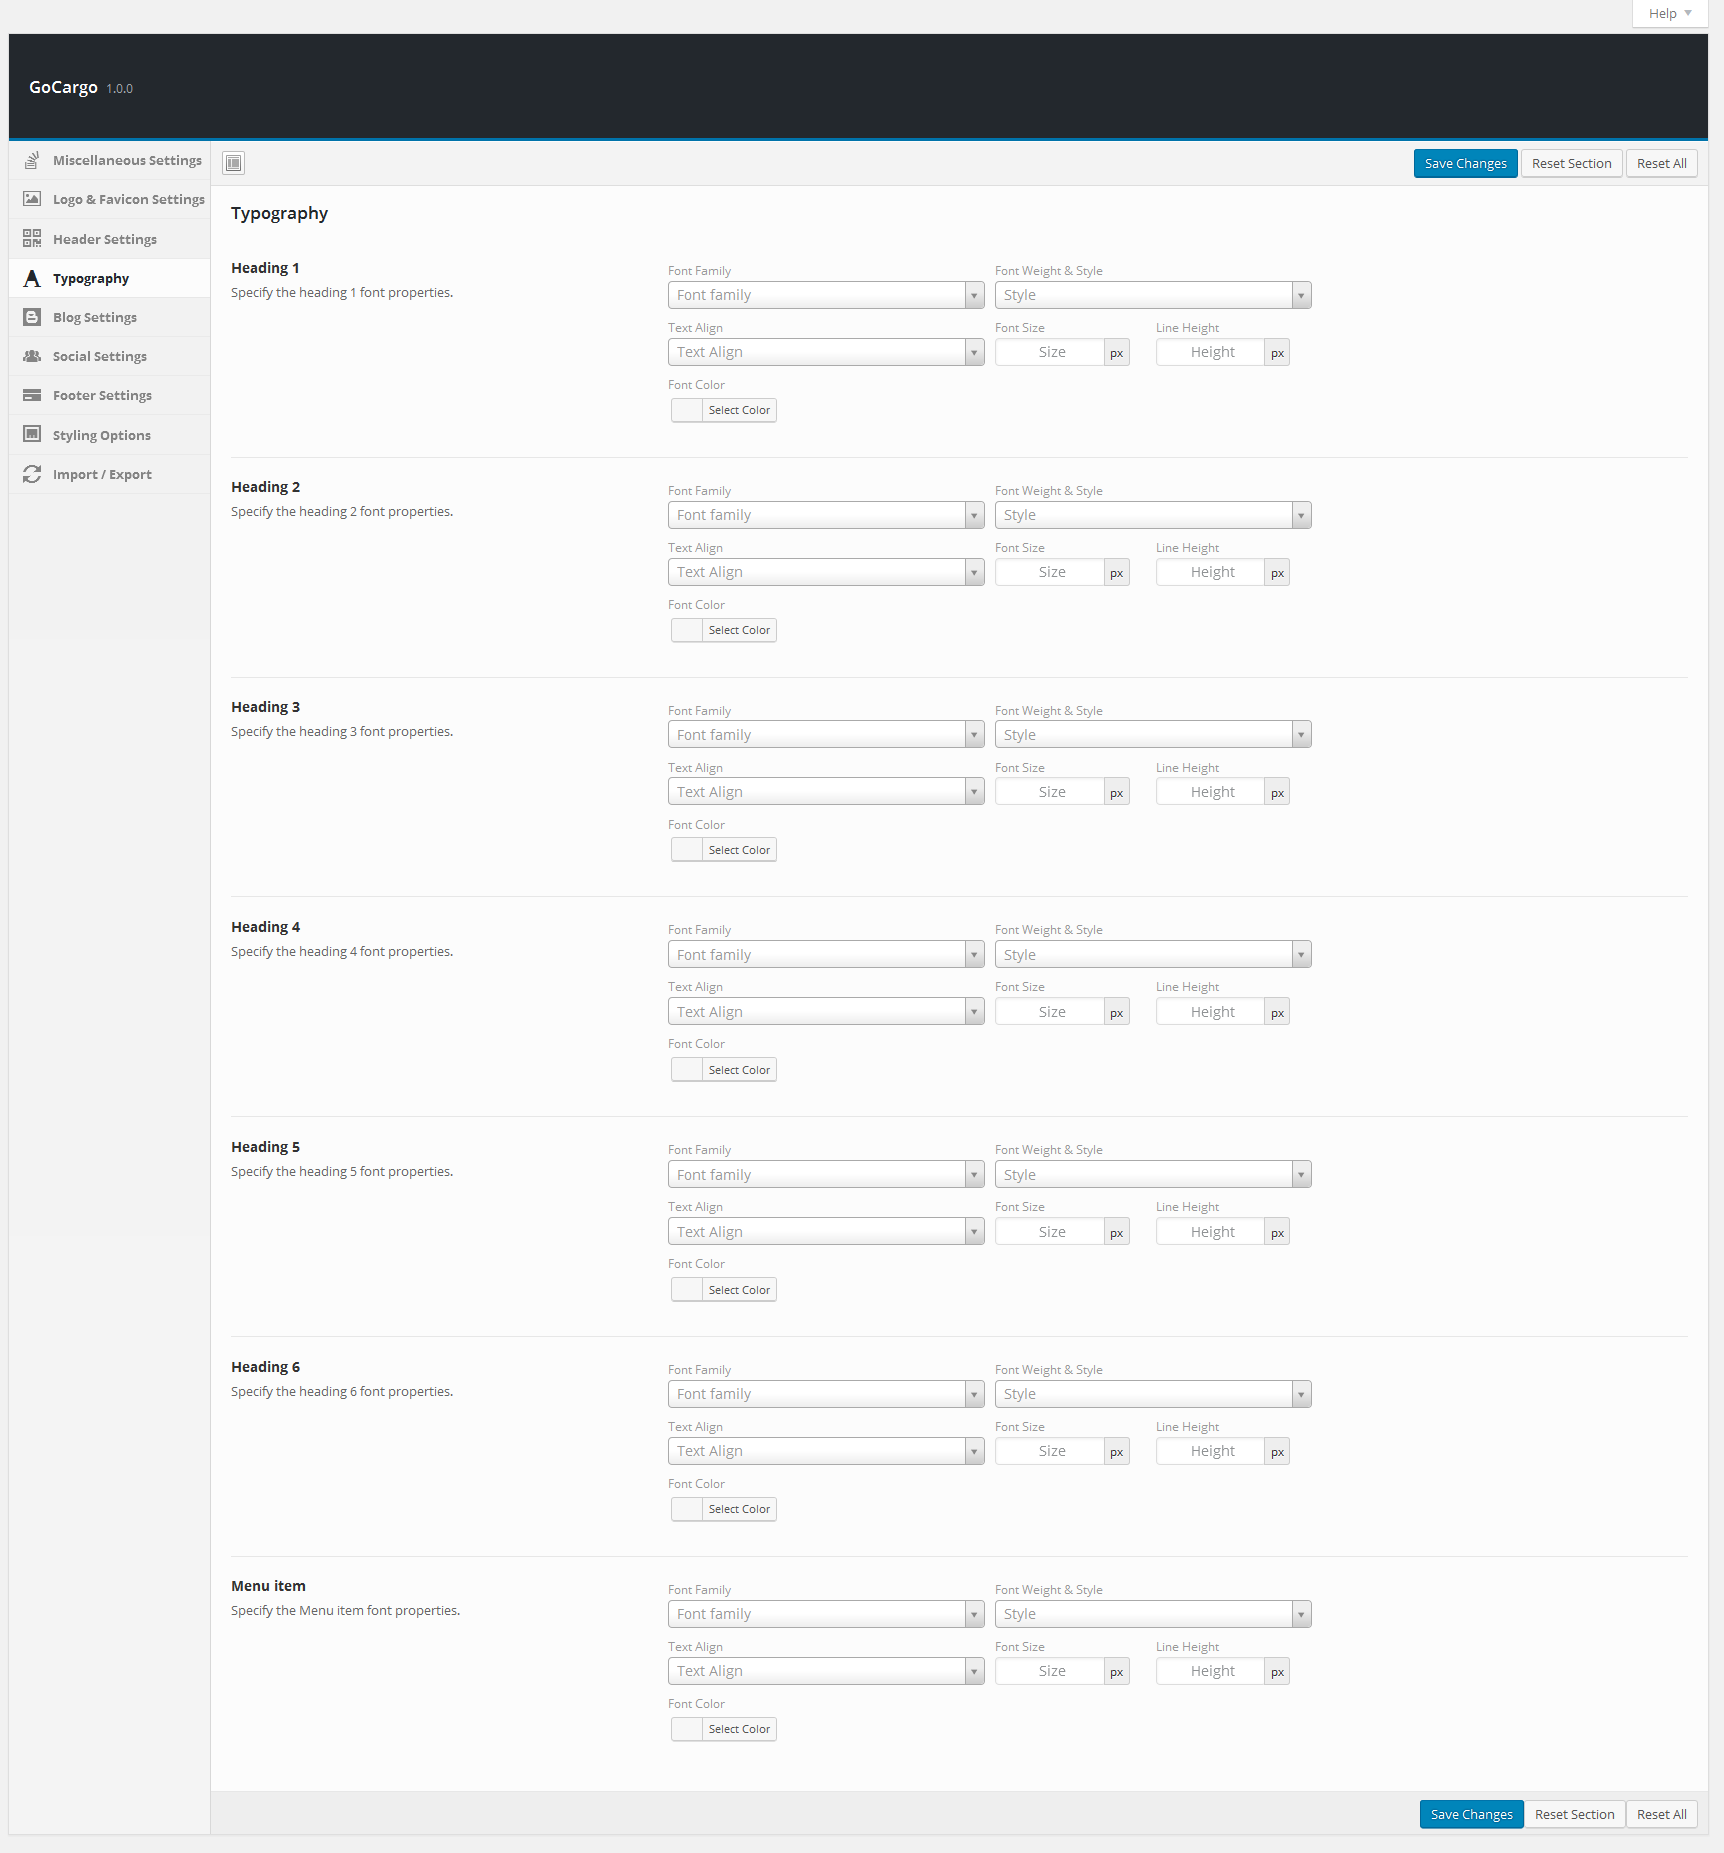 Help
GoCargo 1.0.0
Miscellaneous Settings
Logo & Favicon Settings
Header Settings
Typography
Blog Settings
Social Settings
Footer Settings
Styling Options
Import / Export
Save Changes Reset Section Reset All
Typography
Heading 1
Specify the heading 1 font properties.
Font Family Font Weight & Style
Font family Style
Text Align Font Size Line Height
Text Align Size px Height px
Font Color
Select Color
Heading 2
Specify the heading 2 font properties.
Font Family Font Weight & Style
Font family Style
Text Align Font Size Line Height
Text Align Size px Height px
Font Color
Select Color
Heading 3
Specify the heading 3 font properties.
Font Family Font Weight & Style
Font family Style
Text Align Font Size Line Height
Text Align Size px Height px
Font Color
Select Color
Heading 4
Specify the heading 4 font properties.
Font Family Font Weight & Style
Font family Style
Text Align Font Size Line Height
Text Align Size px Height px
Font Color
Select Color
Heading 5
Specify the heading 5 font properties.
Font Family Font Weight & Style
Font family Style
Text Align Font Size Line Height
Text Align Size px Height px
Font Color
Select Color
Heading 6
Specify the heading 6 font properties.
Font Family Font Weight & Style
Font family Style
Text Align Font Size Line Height
Text Align Size px Height px
Font Color
Select Color
Menu item
Specify the Menu item font properties.
Font Family Font Weight & Style
Font family Style
Text Align Font Size Line Height
Text Align Size px Height px
Font Color
Select Color
Save Changes Reset Section Reset All